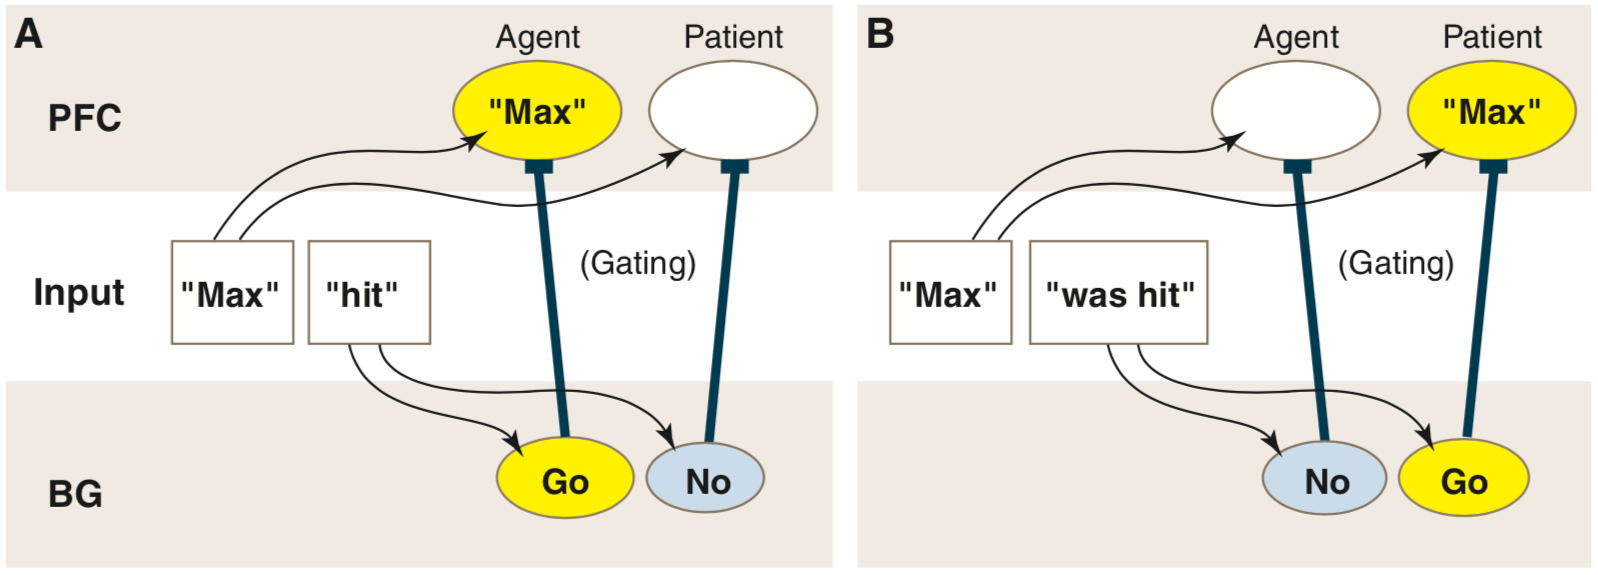 A
Agent
Patient
PFC
"Max"
Input
"Max"
"hit"
(Gating)
BG
Go
No
B
Agent
Patient
"Max"
"Max"
"was hit"
(Gating)
No
Go